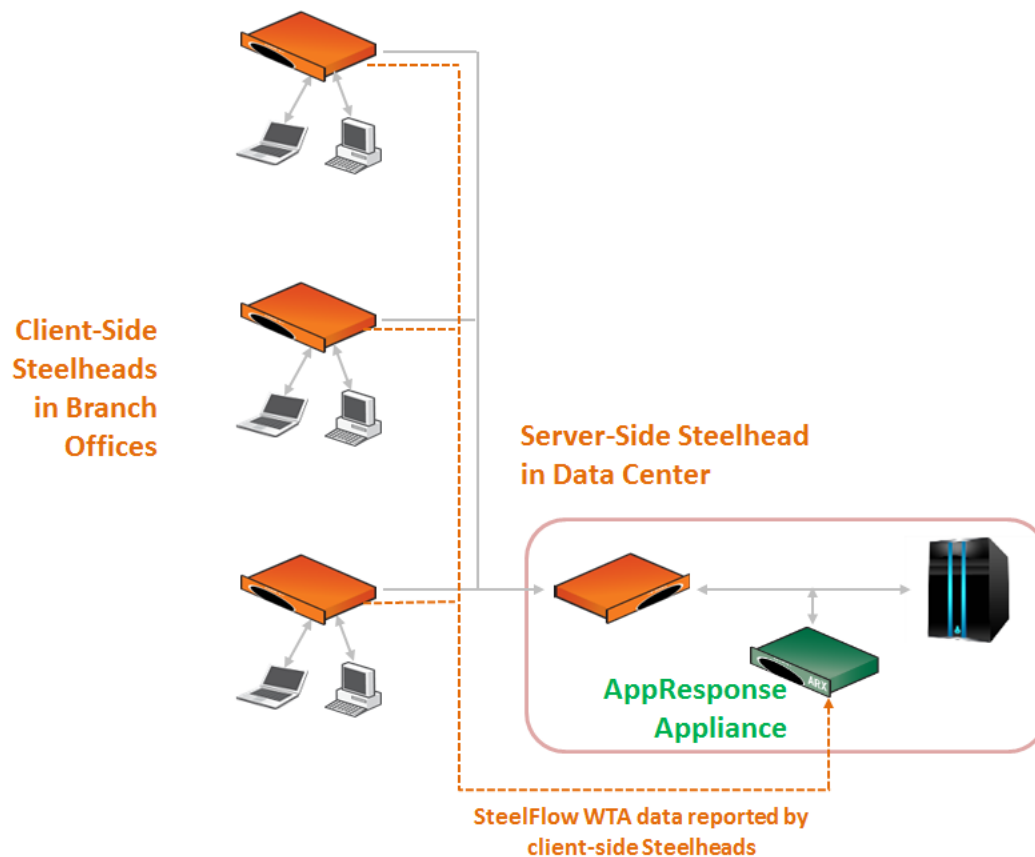 Client-Side
Steelheads
in Branch
Offices
Server-Side Steelhead
in Data Center
ARX
AppResponse
Appliance
SteelFlow WTA data reported by
client-side Steelheads